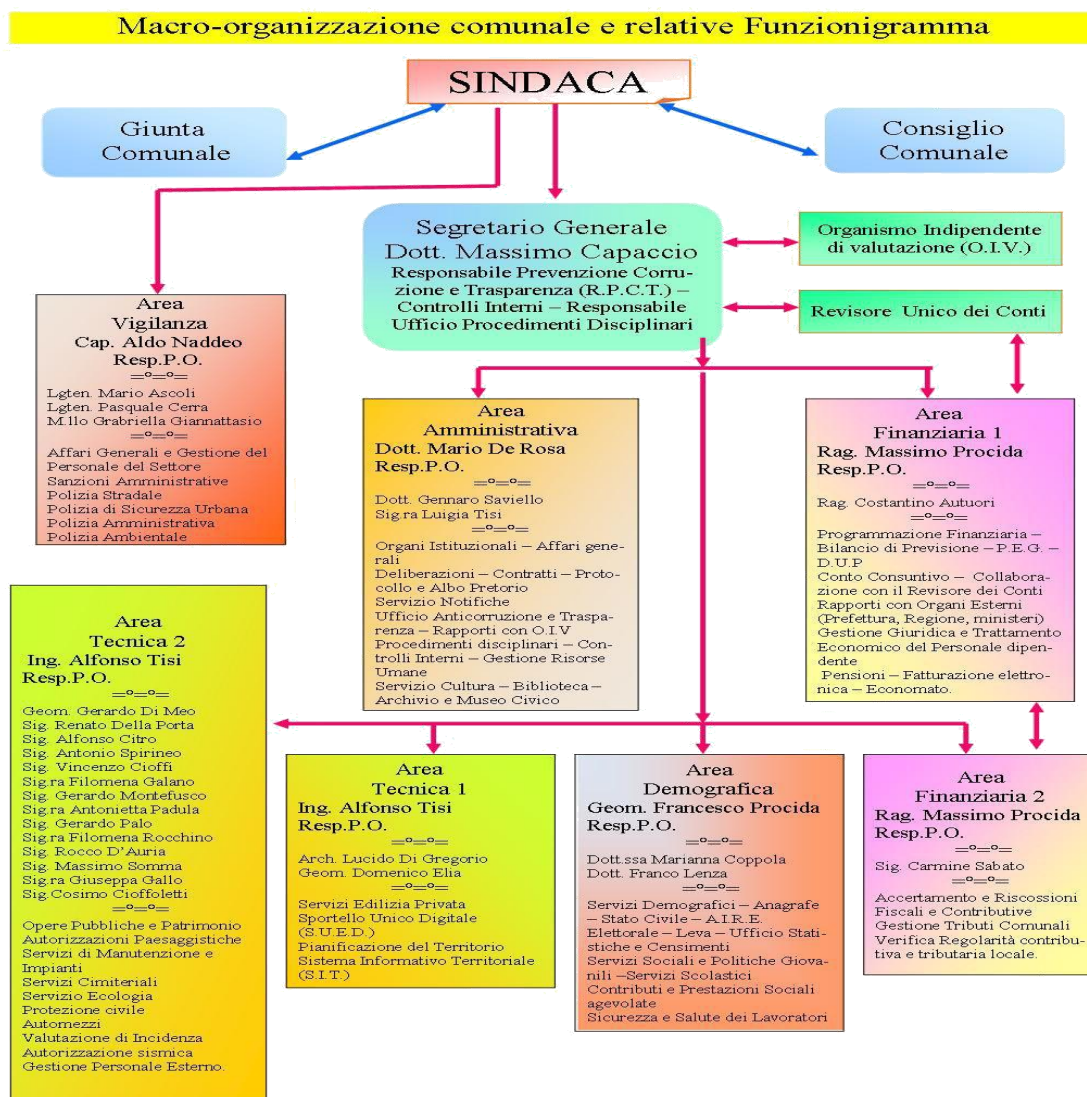 Macro-organizzazione comunale e relative Funzionigramma
SINDACA
Giunta
Comunale
Consiglio
Comunale
Segretario Generale
Dott. Massimo Capaccio
Responsabile Prevenzione Corru-
zione e Trasparenza (R.P.C.T.) –
Controlli Interni – Responsabile
Ufficio Procedimenti Disciplinari
Organismo Indipendente
di valutazione (O.I.V.)
Revisore Unico dei Conti
Area
Vigilanza
Cap. Aldo Naddeo
Resp.P.O.
=°=°=
Lgten. Mario Ascoli
Lgten. Pasquale Cerra
M.llo Grabriella Giannattasio
=°=°=
Affari Generali e Gestione del
Personale del Settore
Sanzioni Amministrative
Polizia Stradale
Polizia di Sicurezza Urbana
Polizia Amministrativa
Polizia Ambientale
Area
Amministrativa
Dott. Mario De Rosa
Resp.P.O.
=°=°=
Dott. Gennaro Saviello
Sig.ra Luigia Tisi
=°=°=
Organi Istituzionali – Affari gene-
rali
Deliberazioni – Contratti – Proto-
collo e Albo Pretorio
Servizio Notifiche
Ufficio Anticorruzione e Traspa-
renza – Rapporti con O.I.V
Procedimenti disciplinari – Con-
trolli Interni – Gestione Risorse
Umane
Servizio Cultura – Biblioteca –
Archivio e Museo Civico
Area
Finanziaria 1
Rag. Massimo Procida
Resp.P.O.
=°=°=
Rag. Costantino Autuori
=°=°=
Programmazione Finanziaria –
Bilancio di Previsione – P.E.G. –
D.U.P
Conto Consuntivo – Collabora-
zione con il Revisore dei Conti
Rapporti con Organi Esterni
(Prefettura, Regione, ministeri)
Gestione Giuridica e Trattamento
Economico del Personale dipen-
dente
Pensioni – Fatturazione elettro-
nica – Economato.
Area
Tecnica 2
Ing. Alfonso Tisi
Resp.P.O.
=°=°=
Geom. Gerardo Di Meo
Sig. Renato Della Porta
Sig. Alfonso Citro
Sig. Antonio Spirineo
Sig. Vincenzo Cioffi
Sig.ra Filomena Galano
Sig. Gerardo Montefusco
Sig.ra Antonietta Padula
Sig. Gerardo Palo
Sig.ra Filomena Rocchino
Sig. Rocco D'Auria
Sig. Massimo Somma
Sig.ra Giuseppa Gallo
Sig.Cosimo Cioffoletti
=°=°=
Opere Pubbliche e Patrimonio
Autorizzazioni Paesaggistiche
Servizi di Manutenzione e
Impianti
Servizi Cimiteriali
Servizio Ecologia
Protezione civile
Automezzi
Valutazione di Incidenza
Autorizzazione sismica
Gestione Personale Esterno.
Area
Tecnica 1
Ing. Alfonso Tisi
Resp.P.O.
=°=°=
Arch. Lucido Di Gregorio
Geom. Domenico Elia
=°=°=
Servizi Edilizia Privata
Sportello Unico Digitale
(S.U.E.D.)
Pianificazione del Territorio
Sistema Informativo Territoriale
(S.I.T.)
Area
Demografica
Geom. Francesco Procida
Resp.P.O.
=°=°=
Dott.ssa Marianna Coppola
Dott. Franco Lenza
=°=°=
Servizi Demografici – Anagrafe
– Stato Civile – A.I.R.E.
Elettorale – Leva – Ufficio Stati-
stiche e Censimenti
Servizi Sociali e Politiche Giova-
nili –Servizi Scolastici
Contributi e Prestazioni Sociali
agevolate
Sicurezza e Salute dei Lavoratori
Area
Finanziaria 2
Rag. Massimo Procida
Resp.P.O.
=°=°=
Sig. Carmine Sabato
=°=°=
Accertamento e Riscossioni
Fiscali e Contributive
Gestione Tributi Comunali
Verifica Regolarità contribu-
tiva e tributaria locale.